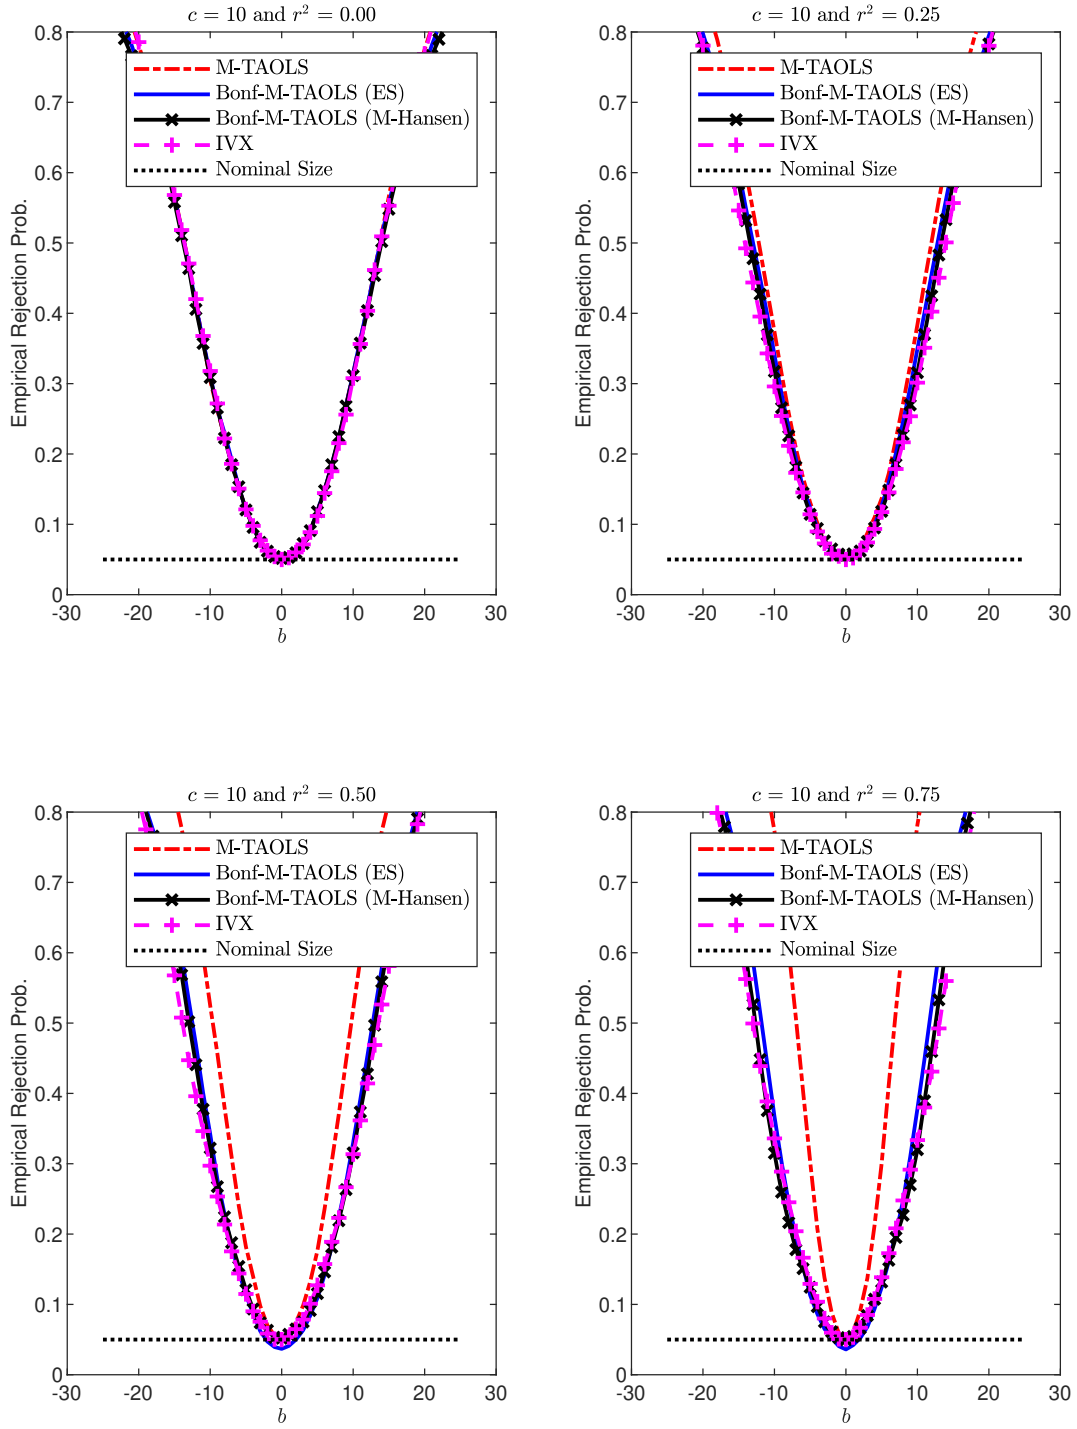 c = 10 and r² = 0.00
Empirical Rejection Prob.
0.8
0.7
0.6
0.5
0.4
0.3
0.2
0.1
0
-30 -20 -10 0 10 20 30
b
M-TAOLS
Bonf-M-TAOLS (ES)
Bonf-M-TAOLS (M-Hansen)
IVX
Nominal Size
c = 10 and r² = 0.25
Empirical Rejection Prob.
0.8
0.7
0.6
0.5
0.4
0.3
0.2
0.1
0
-30 -20 -10 0 10 20 30
b
M-TAOLS
Bonf-M-TAOLS (ES)
Bonf-M-TAOLS (M-Hansen)
IVX
Nominal Size
c = 10 and r² = 0.50
Empirical Rejection Prob.
0.8
0.7
0.6
0.5
0.4
0.3
0.2
0.1
0
-30 -20 -10 0 10 20 30
b
M-TAOLS
Bonf-M-TAOLS (ES)
Bonf-M-TAOLS (M-Hansen)
IVX
Nominal Size
c = 10 and r² = 0.75
Empirical Rejection Prob.
0.8
0.7
0.6
0.5
0.4
0.3
0.2
0.1
0
-30 -20 -10 0 10 20 30
b
M-TAOLS
Bonf-M-TAOLS (ES)
Bonf-M-TAOLS (M-Hansen)
IVX
Nominal Size